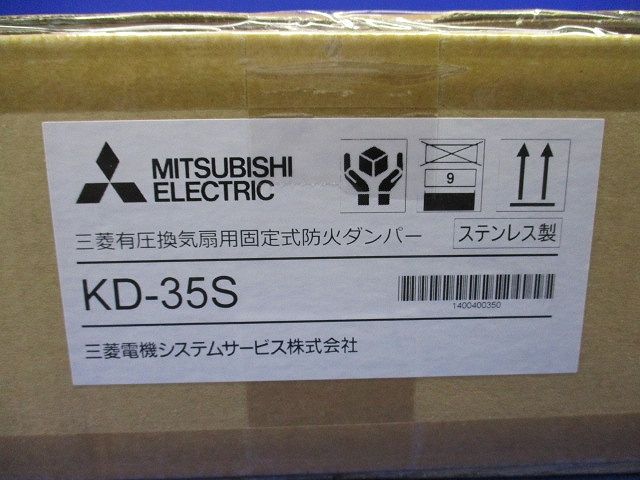 MITSUBISHI
ELECTRIC
9
三菱有圧換気扇用固定式防火ダンパー
ステンレス製
KD-35S
1400400350
三菱電機システムサービス株式会社